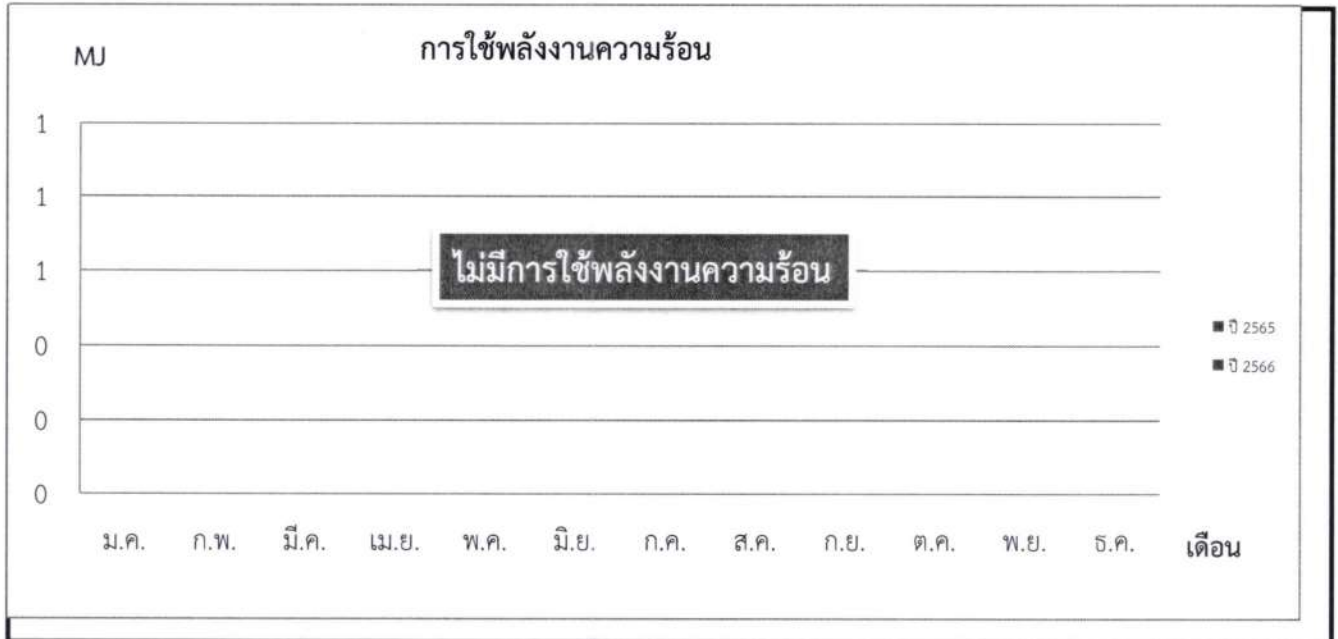 MJ
การใช้พลังงานความร้อน
1
1
1
ไม่มีการใช้พลังงานความร้อน
0
0
0
■ ปี 2565
■ ปี 2566
ม.ค. ก.พ. มี.ค. เม.ย. พ.ค. มิ.ย. ก.ค. ส.ค. ก.ย. ต.ค. พ.ย. ธ.ค. เดือน